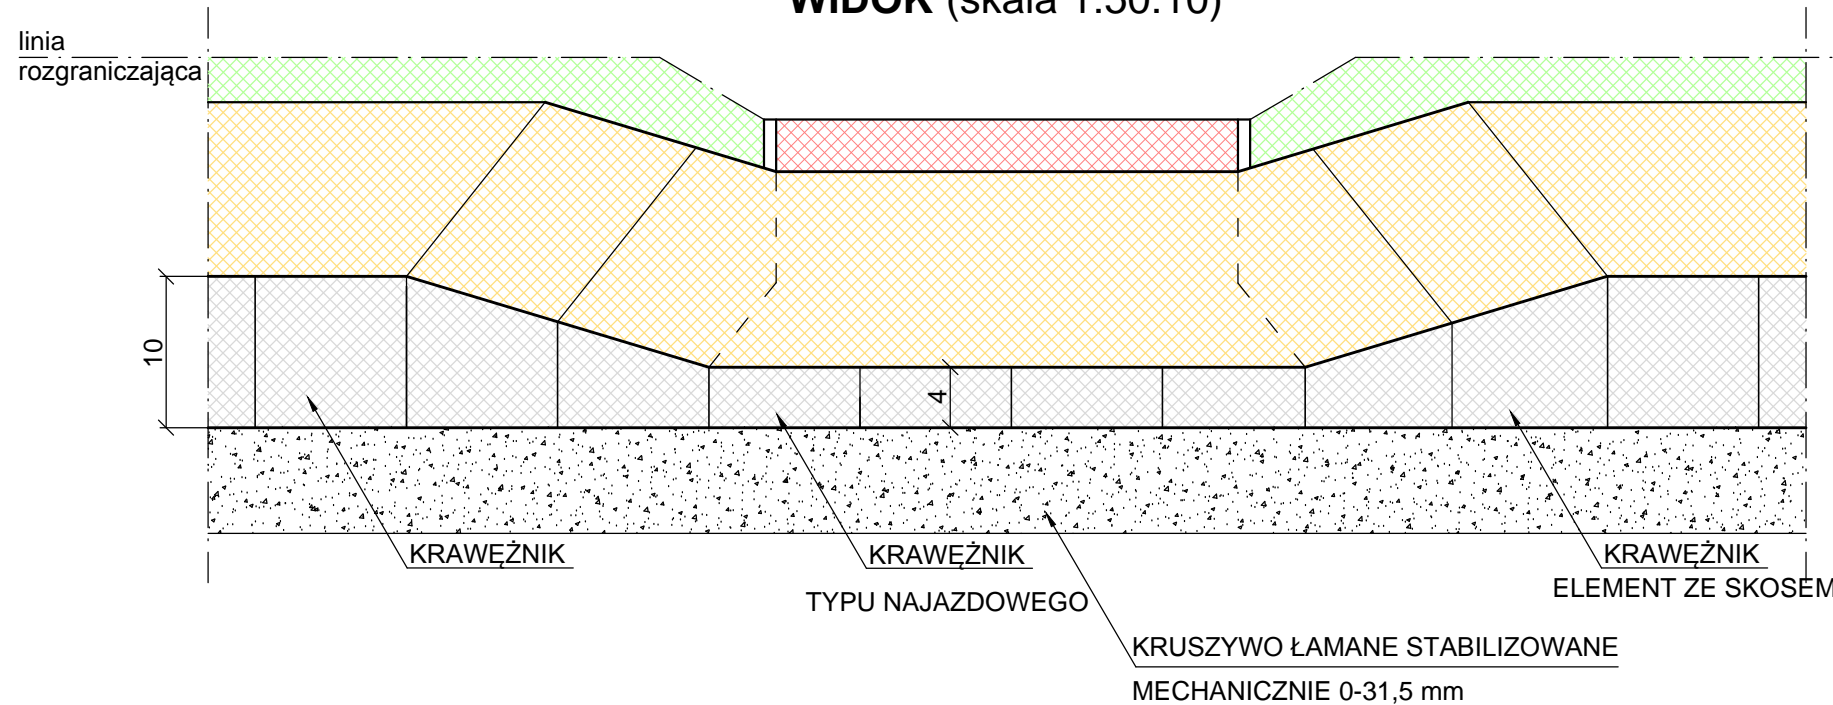 WIDOK (skala 1:50:10)
linia
rozgraniczająca
10
4
KRAWĘŻNIK
KRAWĘŻNIK
TYPU NAJAZDOWEGO
KRAWĘŻNIK
ELEMENT ZE SKOSEM
KRUSZYWO ŁAMANE STABILIZOWANE
MECHANICZNIE 0-31,5 mm